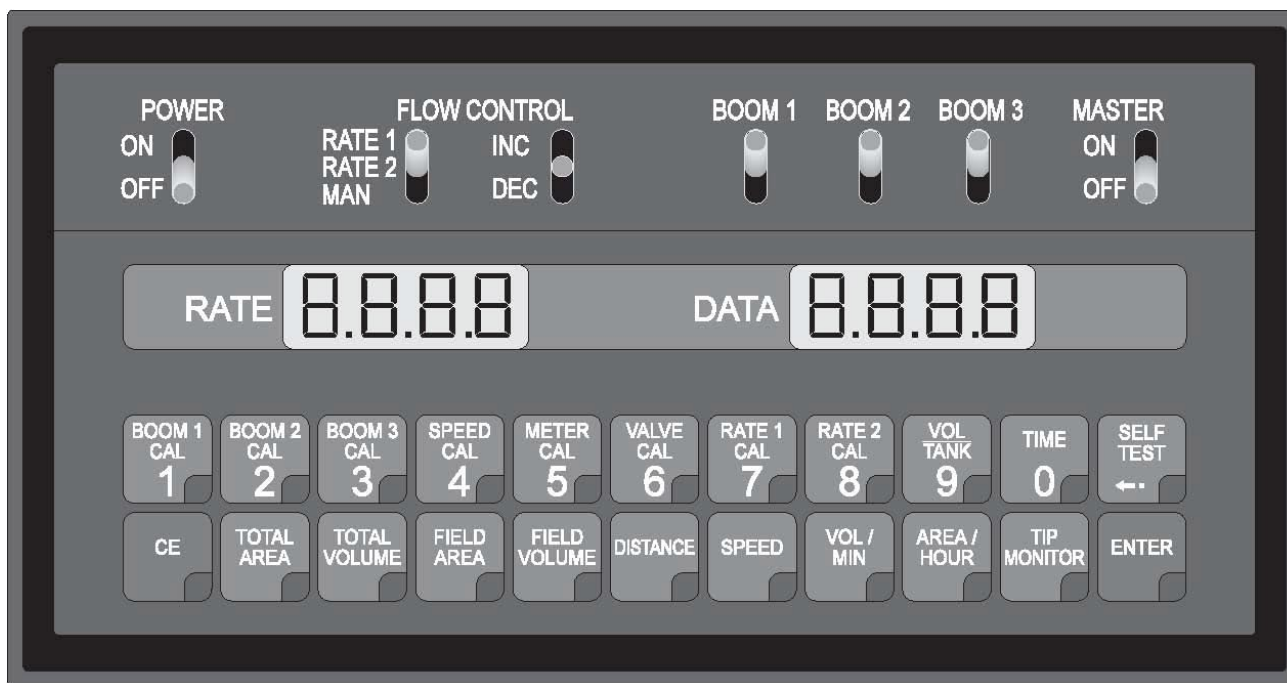 POWER
ON
OFF
FLOW CONTROL
RATE 1
RATE 2
MAN
INC
DEC
BOOM 1
BOOM 2
BOOM 3
MASTER
ON
OFF
RATE
8.8.8.8
DATA
8.8.8.8
BOOM 1
CAL
1
BOOM 2
CAL
2
BOOM 3
CAL
3
SPEED
CAL
4
METER
CAL
5
VALVE
CAL
6
RATE 1
CAL
7
RATE 2
CAL
8
VOL
TANK
9
TIME
0
SELF
TEST
←·
CE
TOTAL
AREA
TOTAL
VOLUME
FIELD
AREA
FIELD
VOLUME
DISTANCE
SPEED
VOL /
MIN
AREA /
HOUR
TIP
MONITOR
ENTER